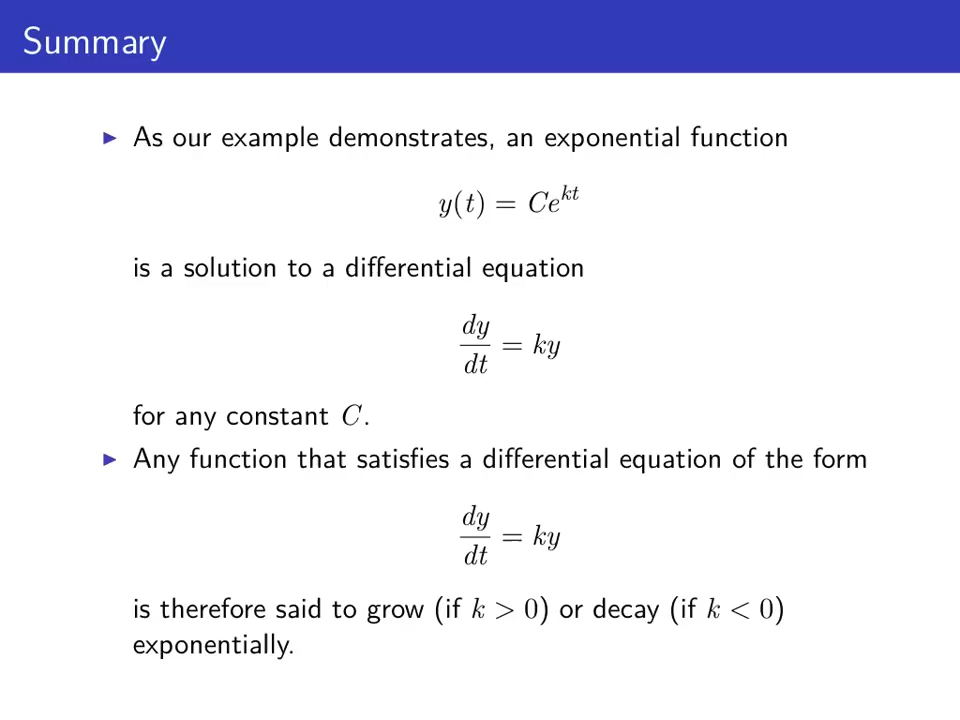 Summary
▶ As our example demonstrates, an exponential function
y(t) = Ce^{kt}
is a solution to a differential equation
\frac{dy}{dt} = ky
for any constant C.
▶ Any function that satisfies a differential equation of the form
\frac{dy}{dt} = ky
is therefore said to grow (if k > 0) or decay (if k < 0)
exponentially.